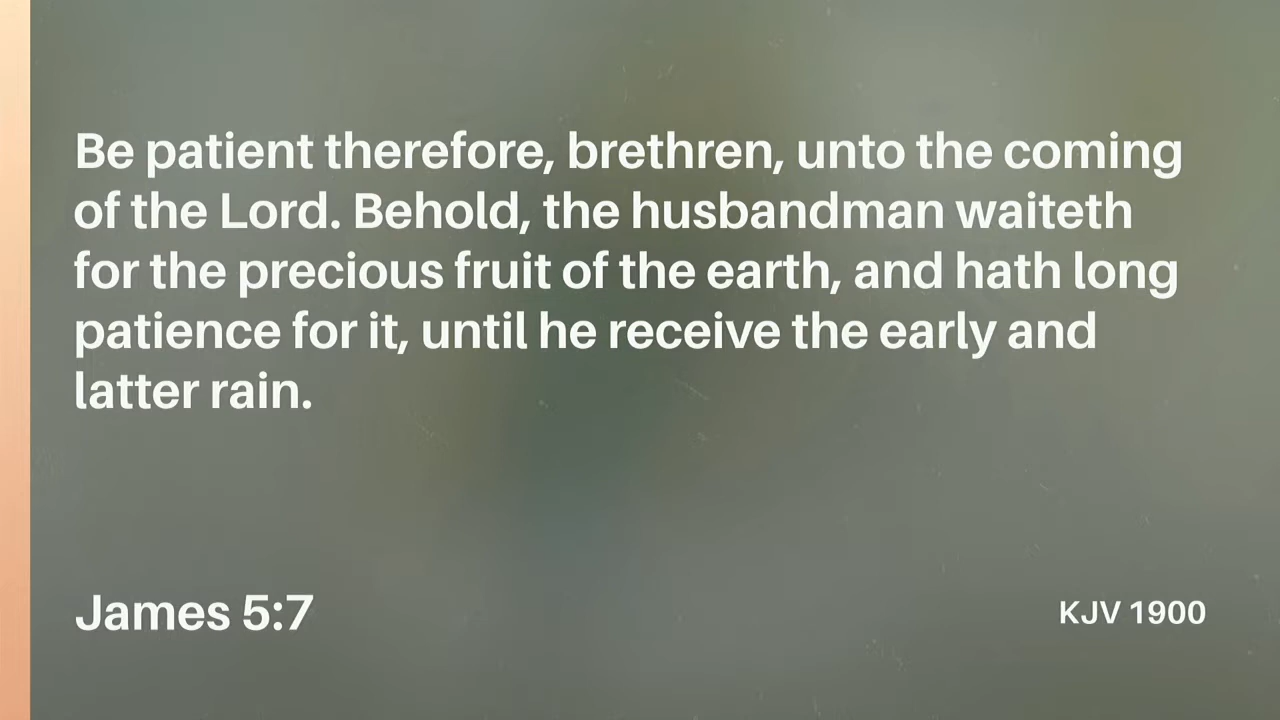 Be patient therefore, brethren, unto the coming
of the Lord. Behold, the husbandman waiteth
for the precious fruit of the earth, and hath long
patience for it, until he receive the early and
latter rain.
James 5:7
KJV 1900